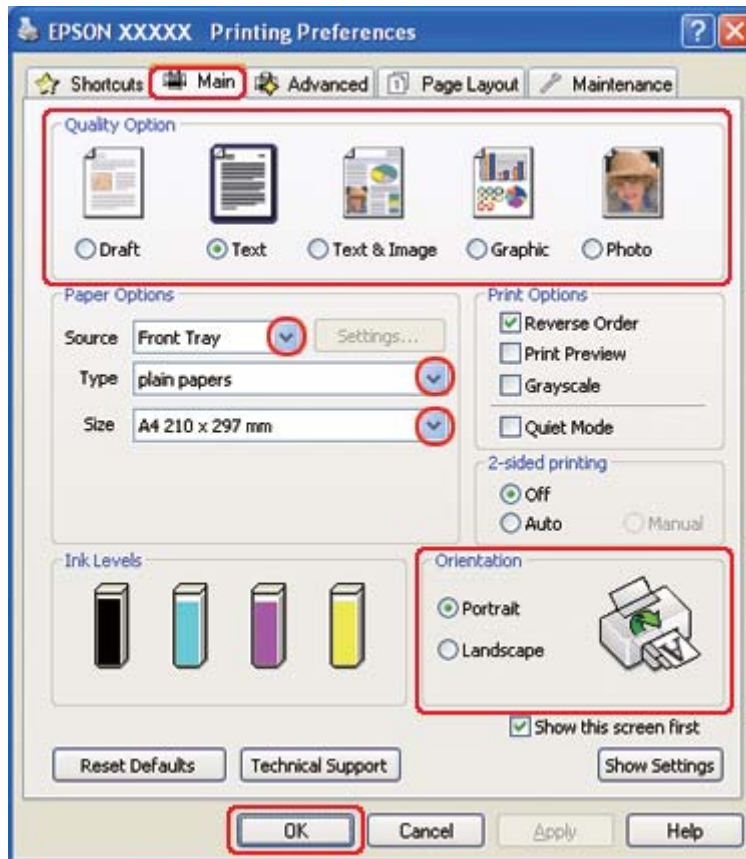 EPSON XXXXX Printing Preferences
Shortcuts Main Advanced Page Layout Maintenance
Quality Option
Draft Text Text & Image Graphic Photo
Paper Options
Source Front Tray Settings...
Type plain papers
Size A4 210 x 297 mm
Print Options
Reverse Order
Print Preview
Grayscale
Quiet Mode
2-sided printing
Off
Auto Manual
Ink Levels
Orientation
Portrait
Landscape
Show this screen first
Reset Defaults Technical Support Show Settings
OK Cancel Apply Help